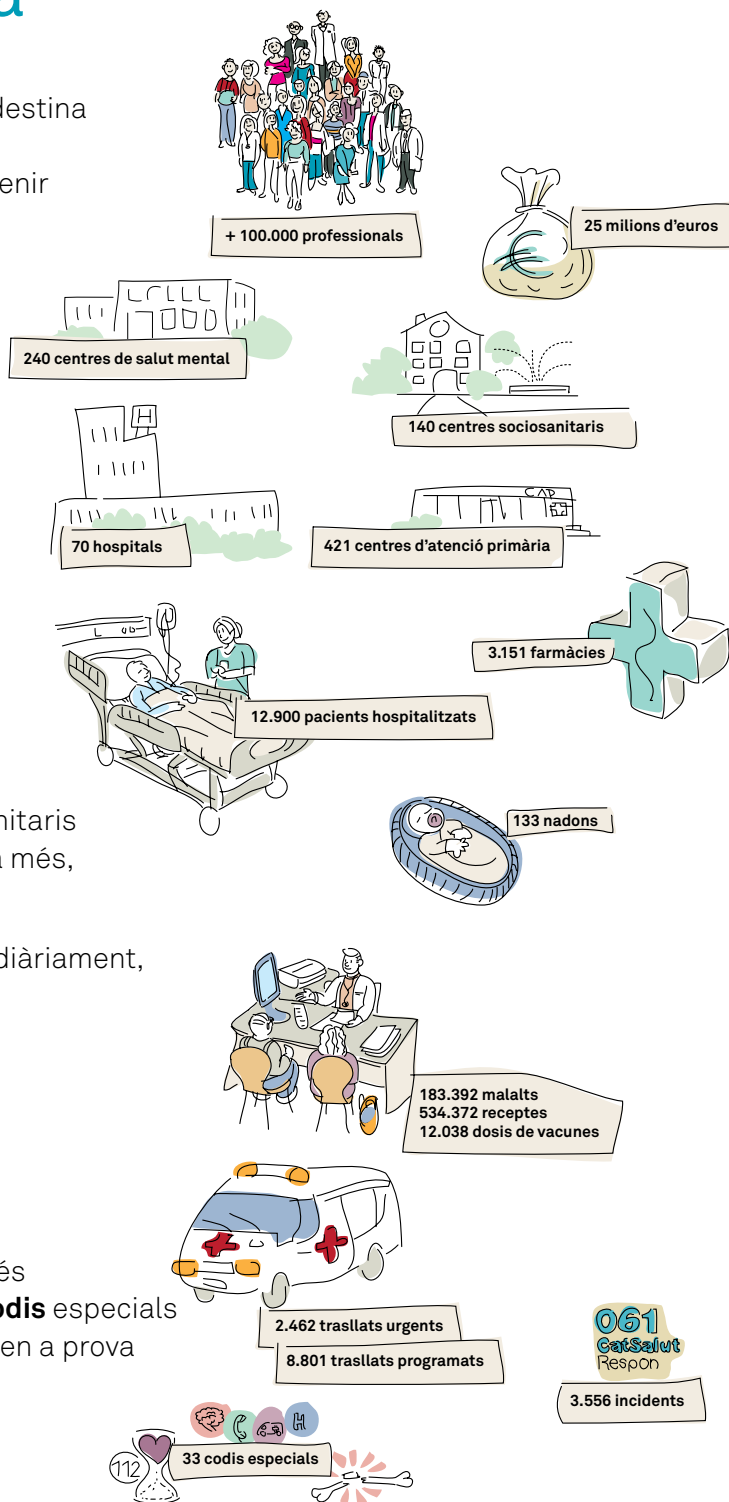 destina
enir
+ 100.000 professionals
25 milions d'euros
240 centres de salut mental
140 centres sociosanitaris
H
70 hospitals
CAP
421 centres d'atenció primària
3.151 farmàcies
12.900 pacients hospitalitzats
nitaris
a més,
133 nadons
diàriament,
183.392 malalts
534.372 receptes
12.038 dosis de vacunes
és
odis especials
en a prova
2.462 trasllats urgents
8.801 trasllats programats
061
CatSalut
Respon
3.556 incidents
H
112
33 codis especials